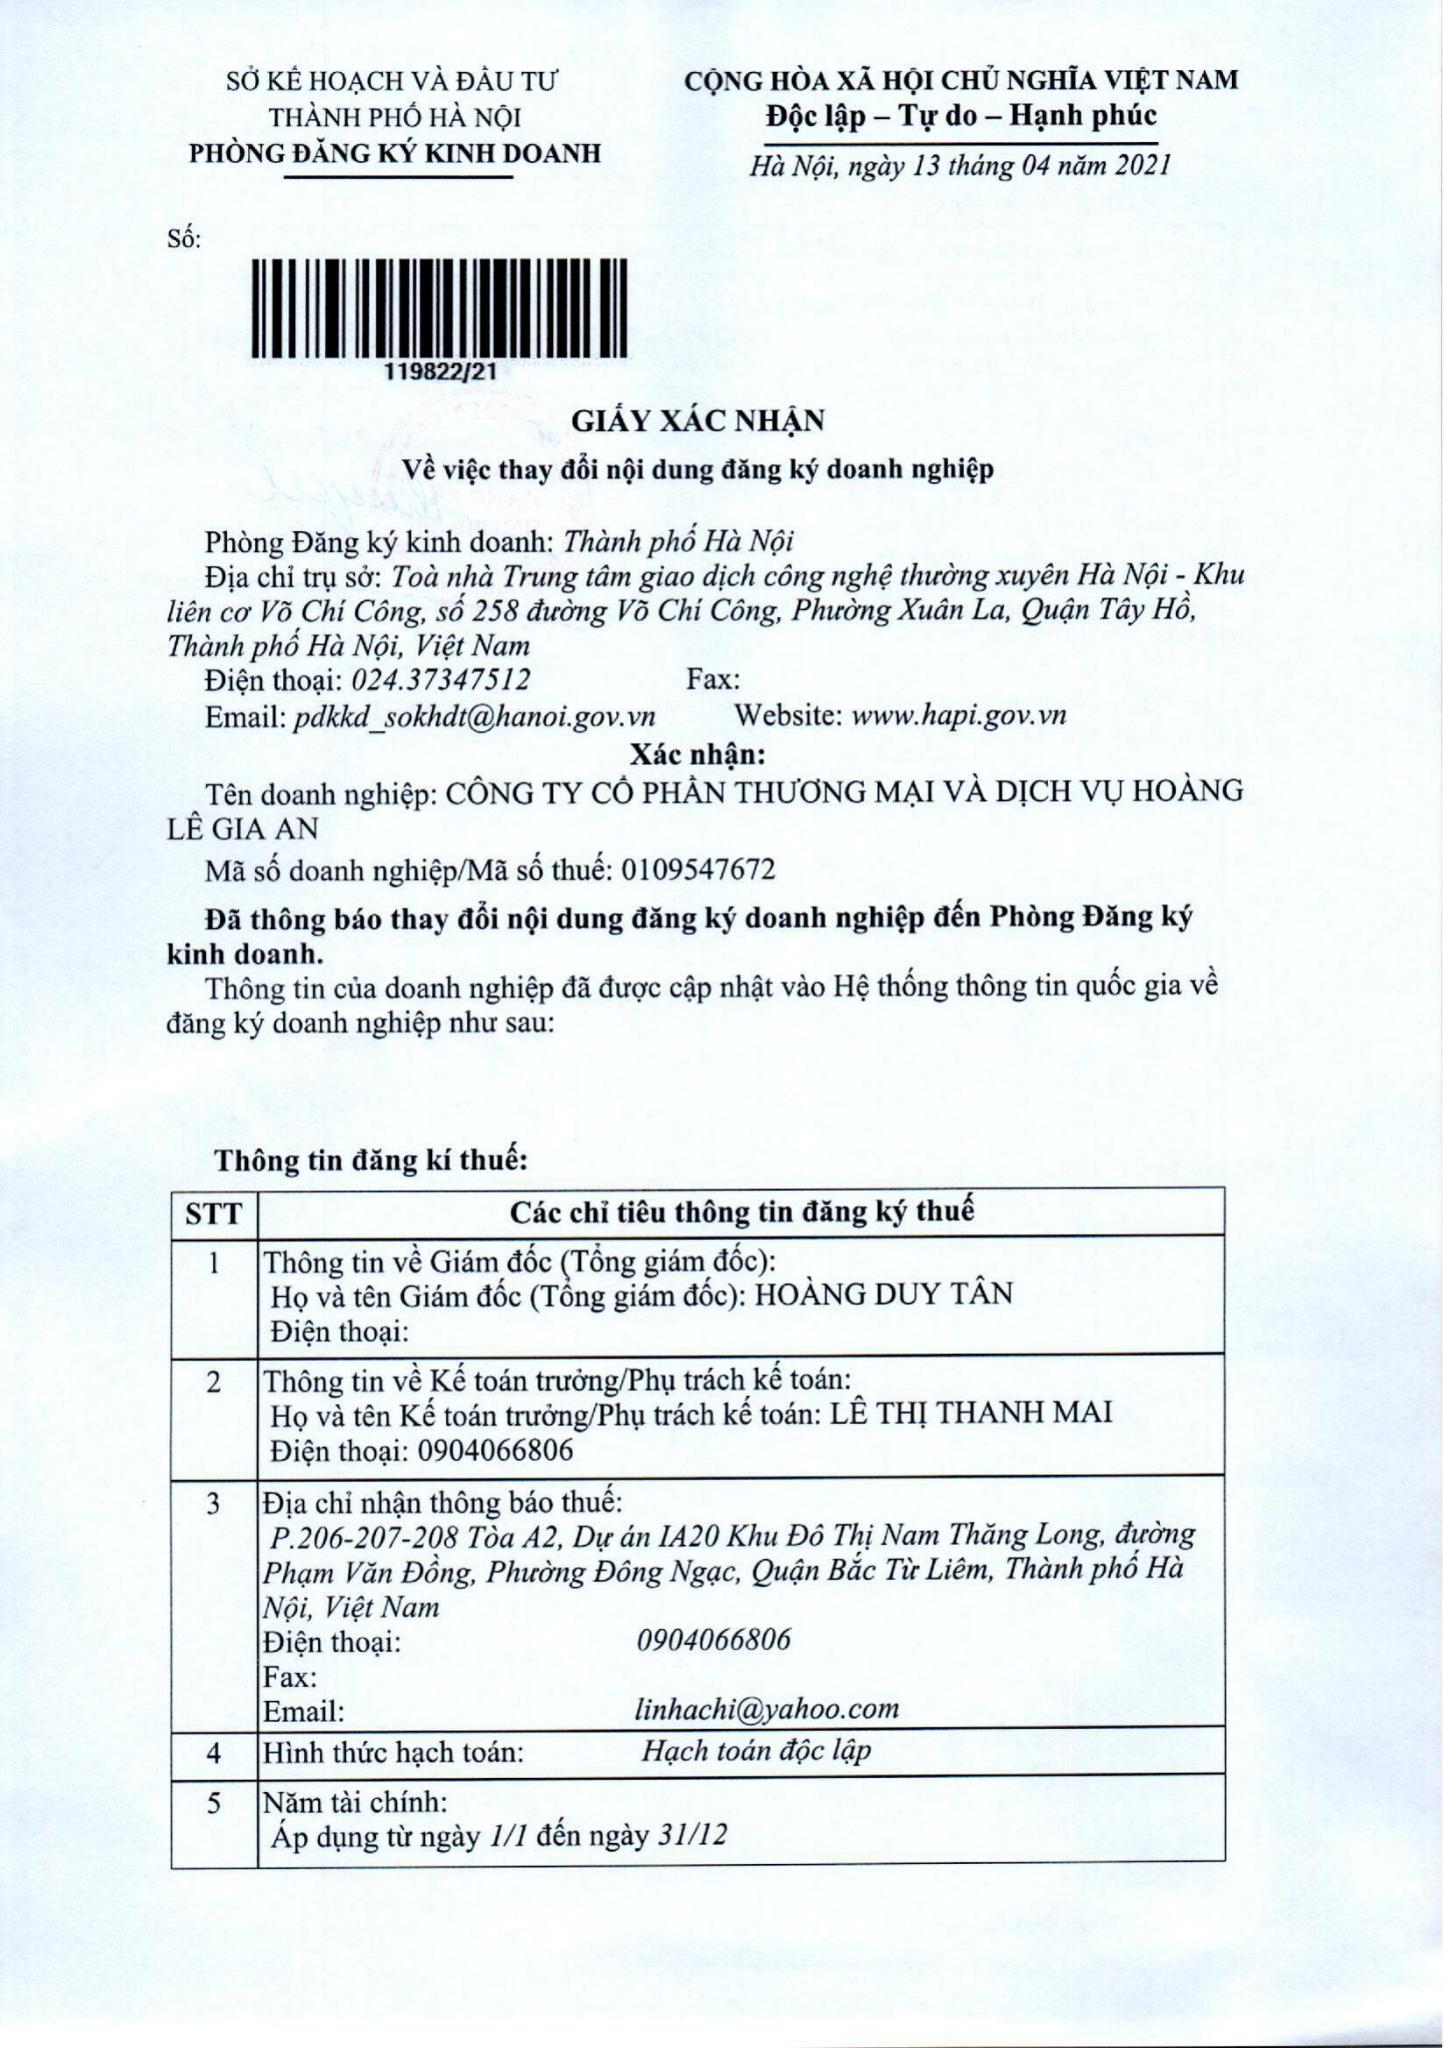 SỞ KẾ HOẠCH VÀ ĐẦU TƯ
THÀNH PHỐ HÀ NỘI
PHÒNG ĐĂNG KÝ KINH DOANH
CỘNG HÒA XÃ HỘI CHỦ NGHĨA VIỆT NAM
Độc lập – Tự do – Hạnh phúc
Hà Nội, ngày 13 tháng 04 năm 2021
Số:
119822/21
GIẤY XÁC NHẬN
Về việc thay đổi nội dung đăng ký doanh nghiệp
Phòng Đăng ký kinh doanh: Thành phố Hà Nội
Địa chỉ trụ sở: Toà nhà Trung tâm giao dịch công nghệ thường xuyên Hà Nội - Khu
liên cơ Võ Chí Công, số 258 đường Võ Chí Công, Phường Xuân La, Quận Tây Hồ,
Thành phố Hà Nội, Việt Nam
Điện thoại: 024.37347512 Fax:
Email: pdkkd_sokhdt@hanoi.gov.vn Website: www.hapi.gov.vn
Xác nhận:
Tên doanh nghiệp: CÔNG TY CỔ PHẦN THƯƠNG MẠI VÀ DỊCH VỤ HOÀNG
LÊ GIA AN
Mã số doanh nghiệp/Mã số thuế: 0109547672
Đã thông báo thay đổi nội dung đăng ký doanh nghiệp đến Phòng Đăng ký
kinh doanh.
Thông tin của doanh nghiệp đã được cập nhật vào Hệ thống thông tin quốc gia về
đăng ký doanh nghiệp như sau:
Thông tin đăng kí thuế:
STT Các chỉ tiêu thông tin đăng ký thuế
1 Thông tin về Giám đốc (Tổng giám đốc):
Họ và tên Giám đốc (Tổng giám đốc): HOÀNG DUY TÂN
Điện thoại:
2 Thông tin về Kế toán trưởng/Phụ trách kế toán:
Họ và tên Kế toán trưởng/Phụ trách kế toán: LÊ THỊ THANH MAI
Điện thoại: 0904066806
3 Địa chỉ nhận thông báo thuế:
P.206-207-208 Tòa A2, Dự án IA20 Khu Đô Thị Nam Thăng Long, đường
Phạm Văn Đồng, Phường Đông Ngạc, Quận Bắc Từ Liêm, Thành phố Hà
Nội, Việt Nam
Điện thoại: 0904066806
Fax:
Email: linhachi@yahoo.com
4 Hình thức hạch toán: Hạch toán độc lập
5 Năm tài chính:
Áp dụng từ ngày 1/1 đến ngày 31/12